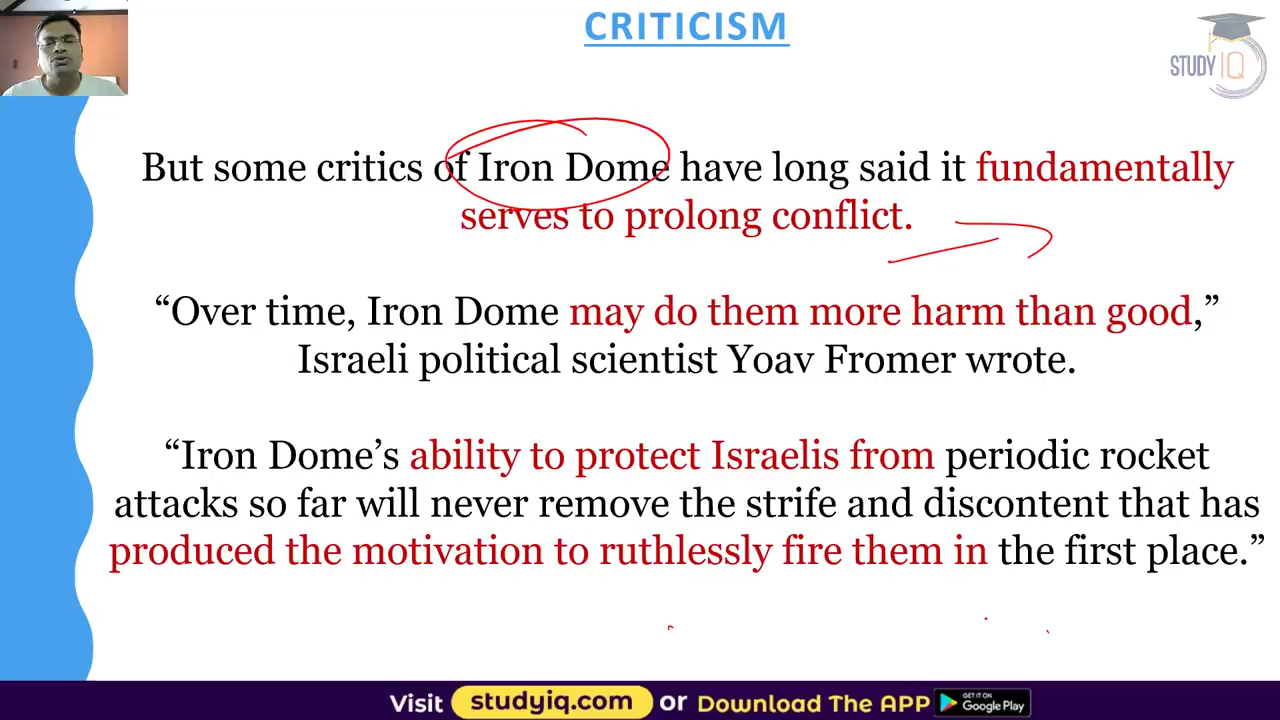 CRITICISM
STUDY IQ
But some critics of Iron Dome have long said it fundamentally
serves to prolong conflict.
“Over time, Iron Dome may do them more harm than good,”
Israeli political scientist Yoav Fromer wrote.
“Iron Dome’s ability to protect Israelis from periodic rocket
attacks so far will never remove the strife and discontent that has
produced the motivation to ruthlessly fire them in the first place.”
Visit studyiq.com or Download The APP GET IT ON Google Play